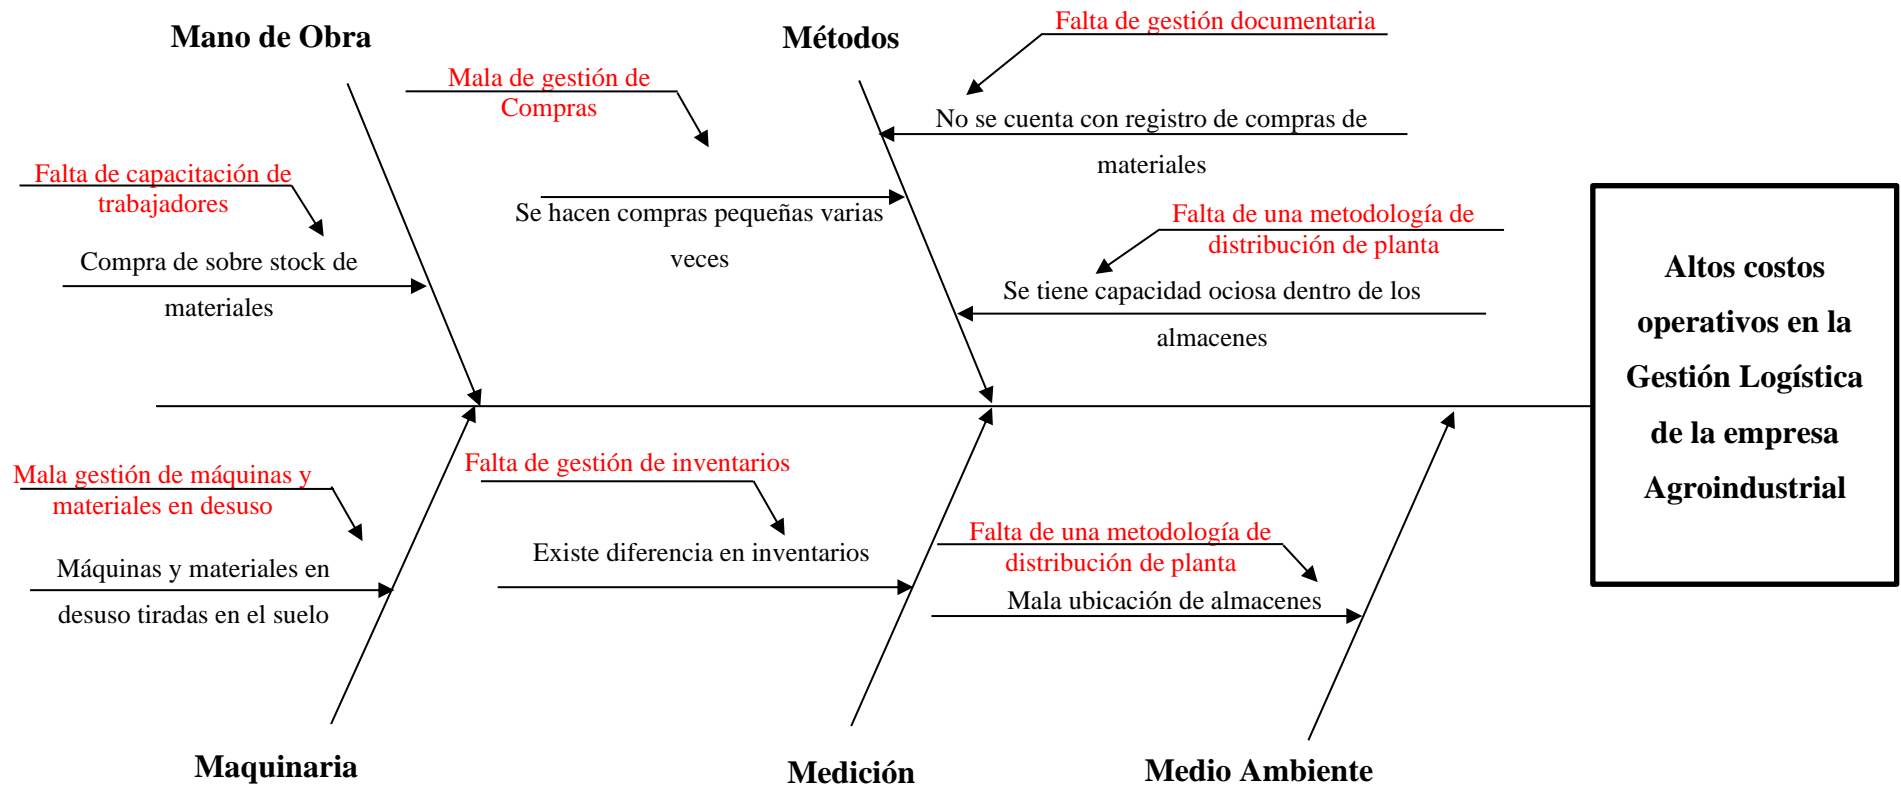 Mano de Obra
Falta de capacitación de
trabajadores
Compra de sobre stock de
materiales
Métodos
Mala de gestión de
Compras
Se hacen compras pequeñas varias
veces
Falta de gestión documentaria
No se cuenta con registro de compras de
materiales
Falta de una metodología de
distribución de planta
Se tiene capacidad ociosa dentro de los
almacenes
Altos costos
operativos en la
Gestión Logística
de la empresa
Agroindustrial
Mala gestión de máquinas y
materiales en desuso
Máquinas y materiales en
desuso tiradas en el suelo
Maquinaria
Falta de gestión de inventarios
Existe diferencia en inventarios
Medición
Falta de una metodología de
distribución de planta
Mala ubicación de almacenes
Medio Ambiente